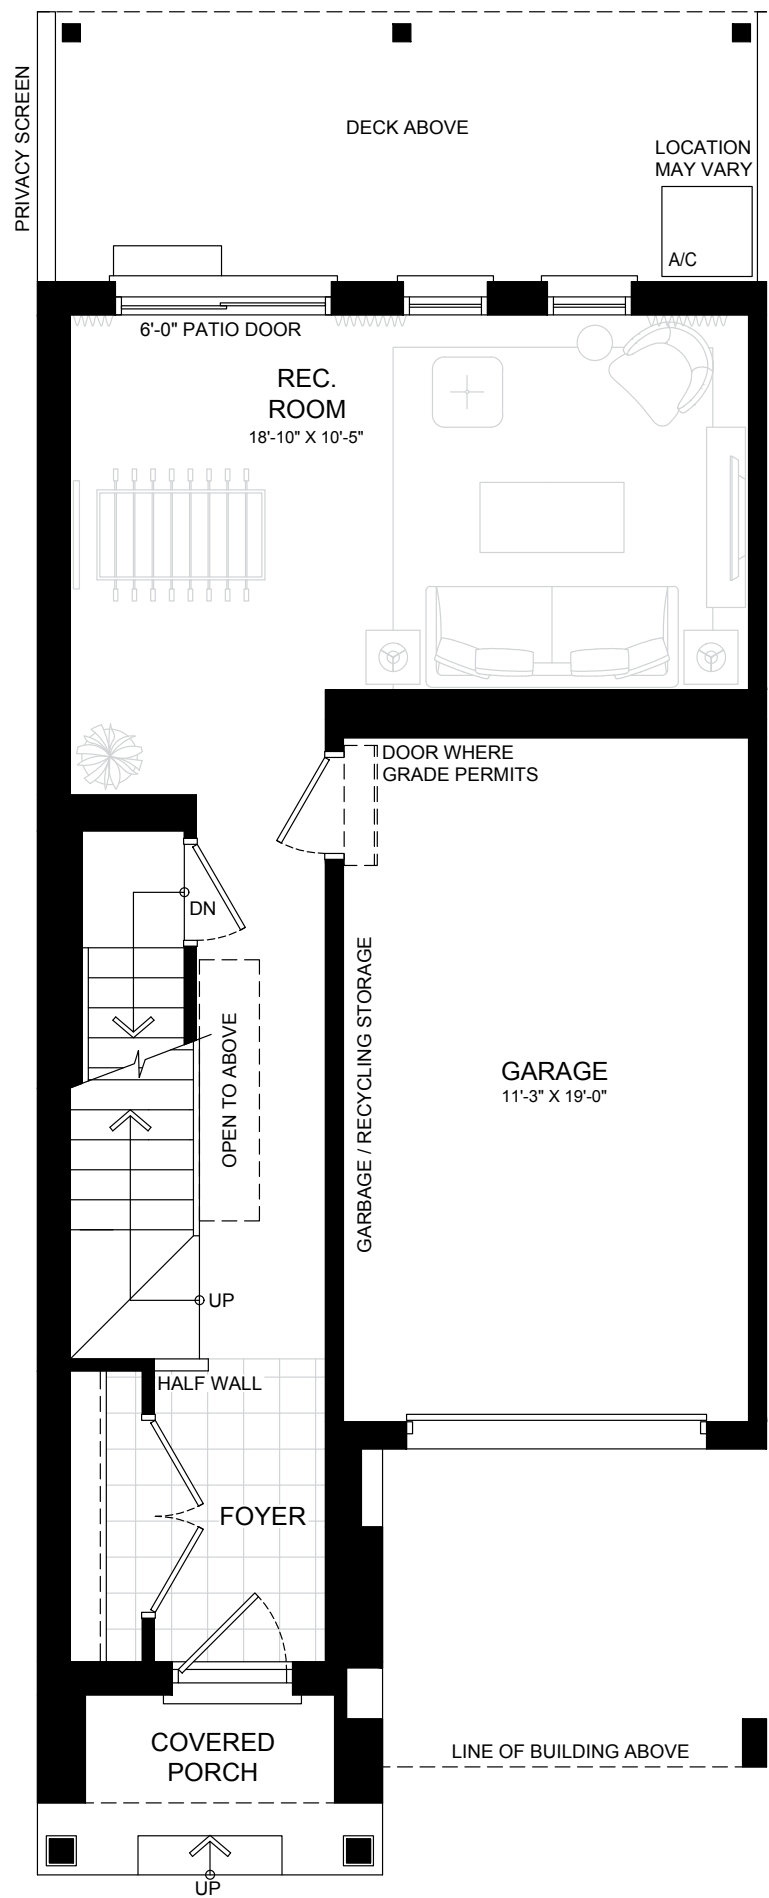 PRIVACY SCREEN
DECK ABOVE
LOCATION
MAY VARY
A/C
6'-0" PATIO DOOR
REC.
ROOM
18'-10" X 10'-5"
DOOR WHERE
GRADE PERMITS
DN
OPEN TO ABOVE
GARBAGE / RECYCLING STORAGE
GARAGE
11'-3" X 19'-0"
UP
HALF WALL
FOYER
COVERED
PORCH
LINE OF BUILDING ABOVE
UP